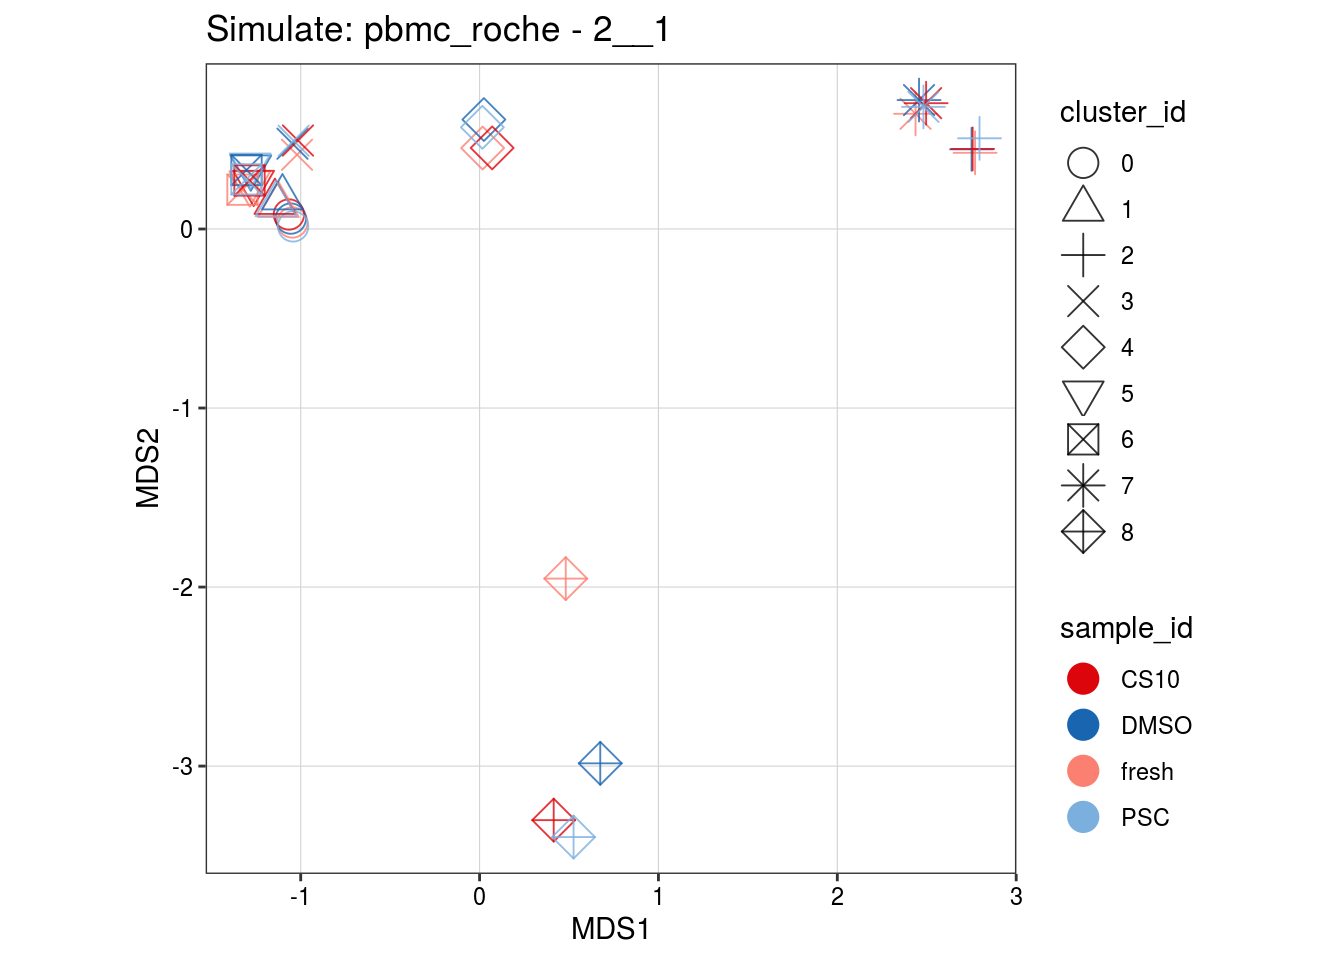 Simulate: pbmc_roche - 2__1
cluster_id
0
1
2
3
4
5
6
7
8
sample_id
CS10
DMSO
fresh
PSC
MDS2
0
-1
-2
-3
-1
0
1
2
3
MDS1